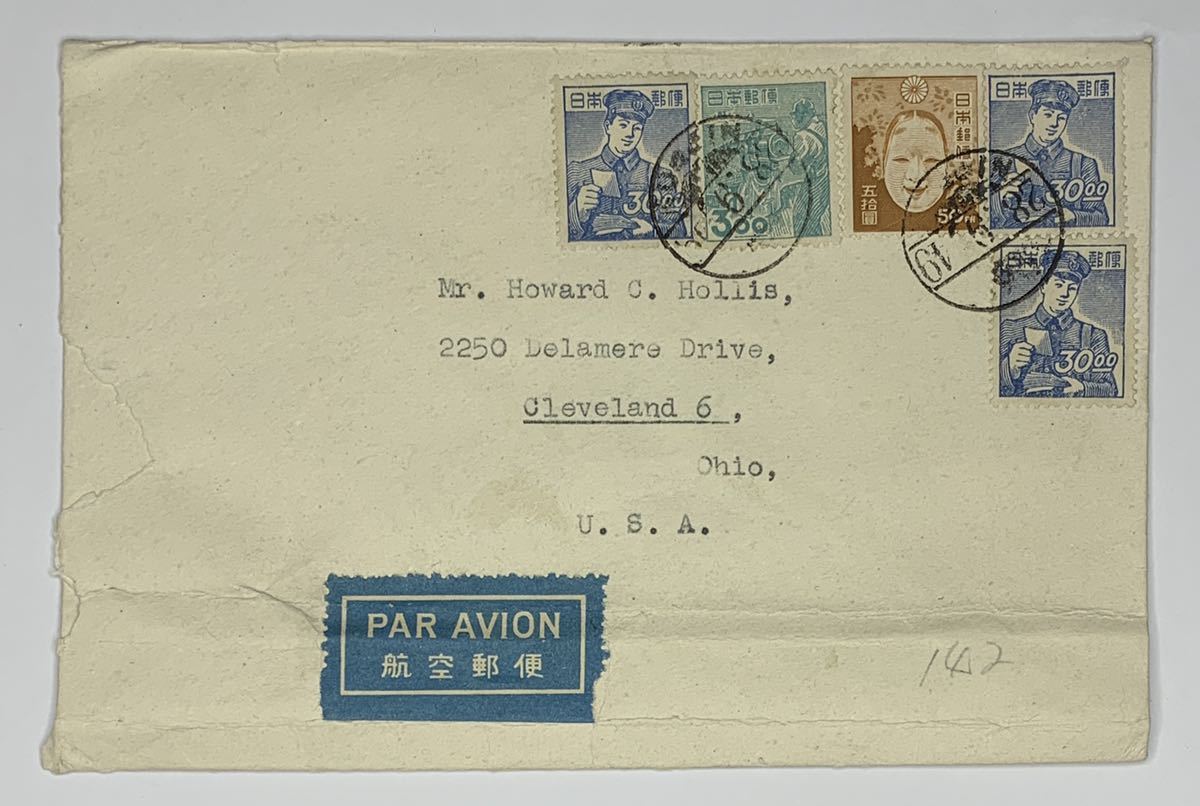 日本郵便
30.00
日本郵便
3.00
日本郵便
五拾圓
50
日本郵便
30.00
日本郵便
30.00
28
19
Mr. Howard C. Hollis,
2250 Delamere Drive,
Cleveland 6 ,
Ohio,
U. S. A.
PAR AVION
航空郵便
142